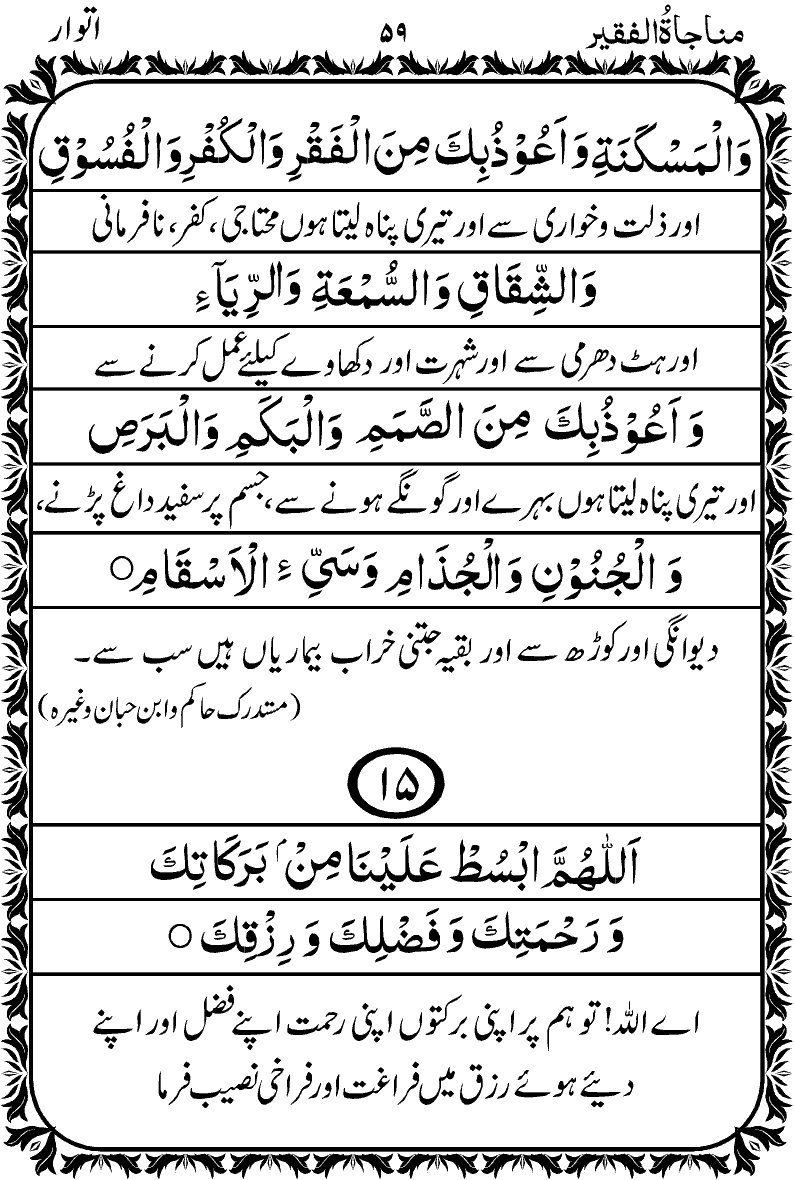 مناجاۃُ الفقیر ۵۹ اتوار
وَالْمَسْكَنَةِ وَاَعُوْذُبِكَ مِنَ الْفَقْرِ وَالْكُفْرِ وَالْفُسُوْقِ
اور ذلت و خواری سے اور تیری پناہ لیتا ہوں محتاجی، کفر، نافرمانی
وَالشِّقَاقِ وَالسُّمْعَةِ وَالرِّيَآءِ
اور ہٹ دھرمی سے اور شہرت اور دکھاوے کیلئے عمل کرنے سے
وَ اَعُوْذُبِكَ مِنَ الصَّمَمِ وَالْبَكَمِ وَالْبَرَصِ
اور تیری پناہ لیتا ہوں بہرے اور گونگے ہونے سے، جسم پر سفید داغ پڑنے،
وَ الْجُنُوْنِ وَالْجُذَامِ وَسَيِّءِ الْاَسْقَامِ○
دیوانگی اور کوڑھ سے اور بقیہ جتنی خراب بیماریاں ہیں سب سے۔
(مستدرک حاکم وابن حبان وغیرہ)
۱۵
اَللّٰهُمَّ ابْسُطْ عَلَيْنَا مِنْۢ بَرَكَاتِكَ
وَ رَحْمَتِكَ وَ فَضْلِكَ وَ رِزْقِكَ ○
اے اللہ! تو ہم پر اپنی برکتوں اپنی رحمت اپنے فضل اور اپنے
دیئے ہوئے رزق میں فراغت اور فراخی نصیب فرما